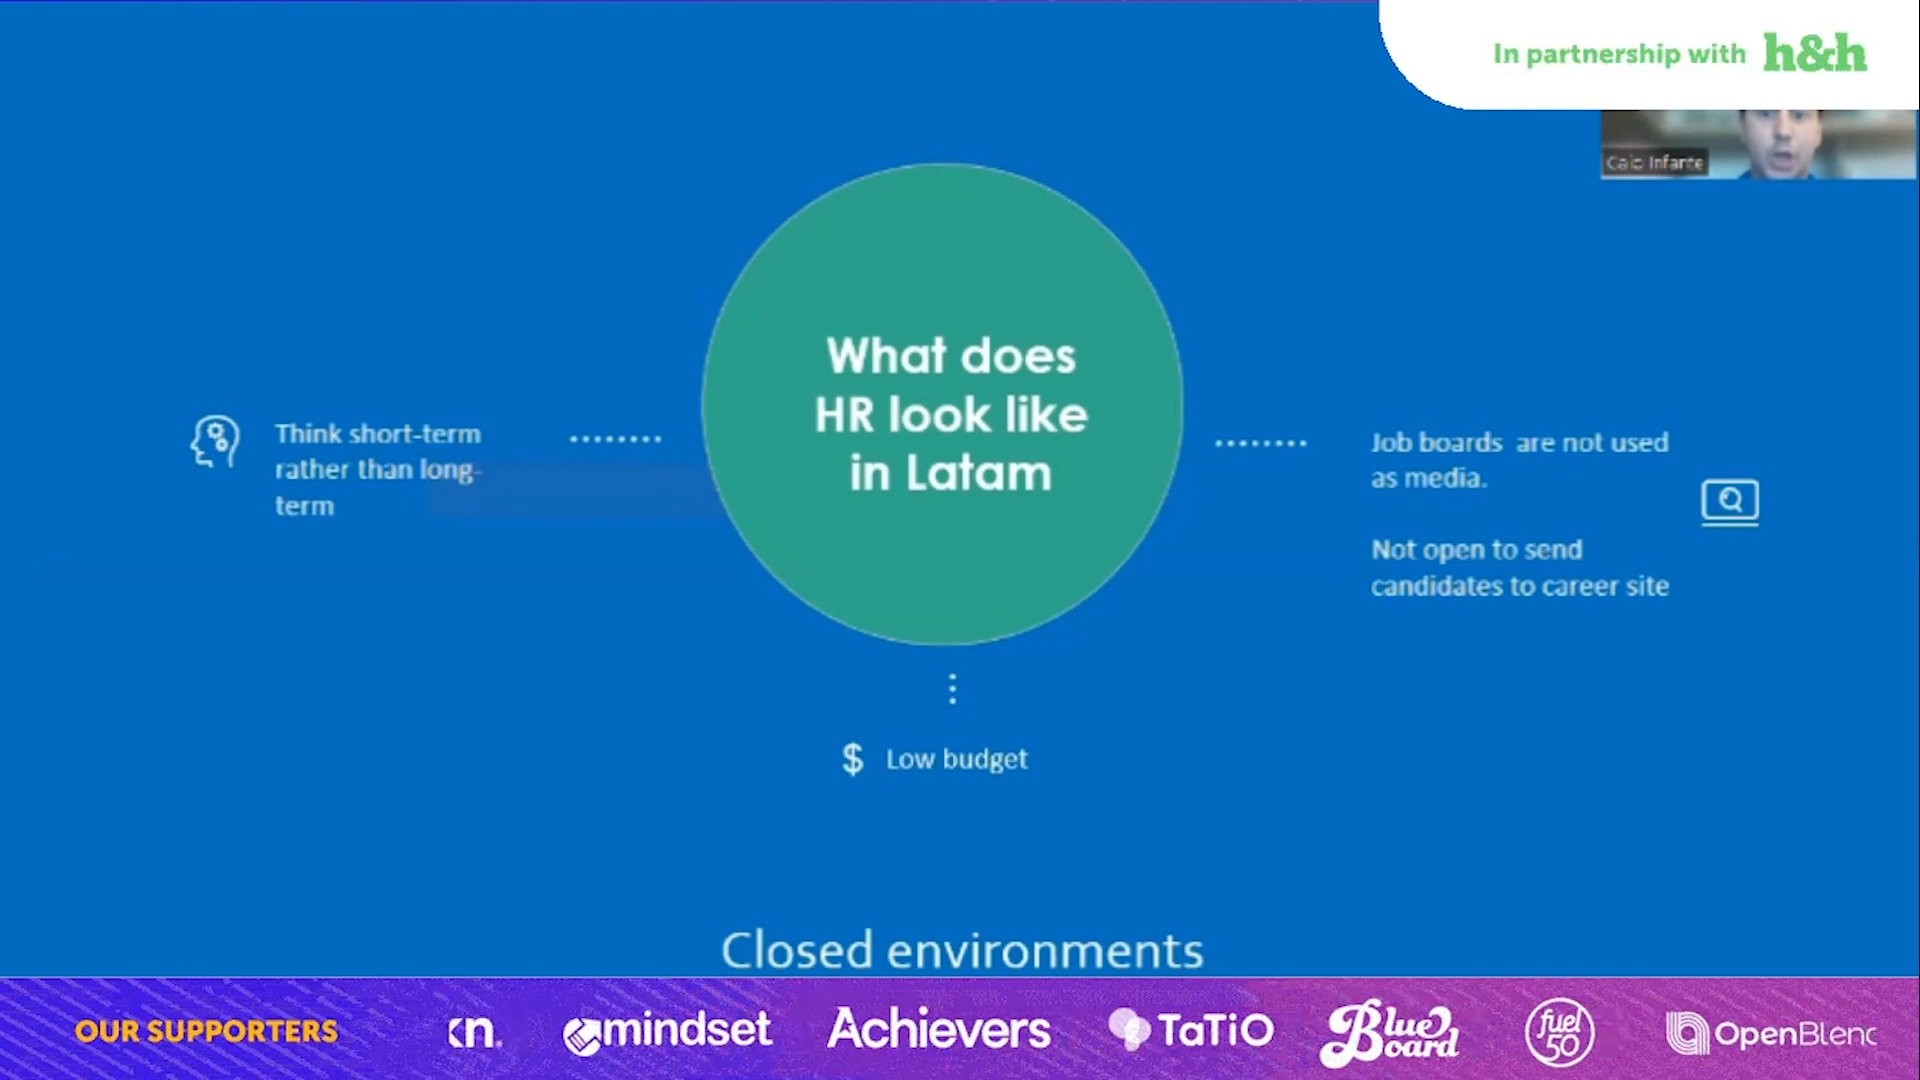 In partnership with h&h
Caio Infante
What does
HR look like
in Latam
Think short-term
rather than long-
term
Job boards are not used
as media.
Not open to send
candidates to career site
$ Low budget
Closed environments
OUR SUPPORTERS
kn.
mindset
Achievers
TaTiO
Blue
Board
fuel
50
OpenBlend